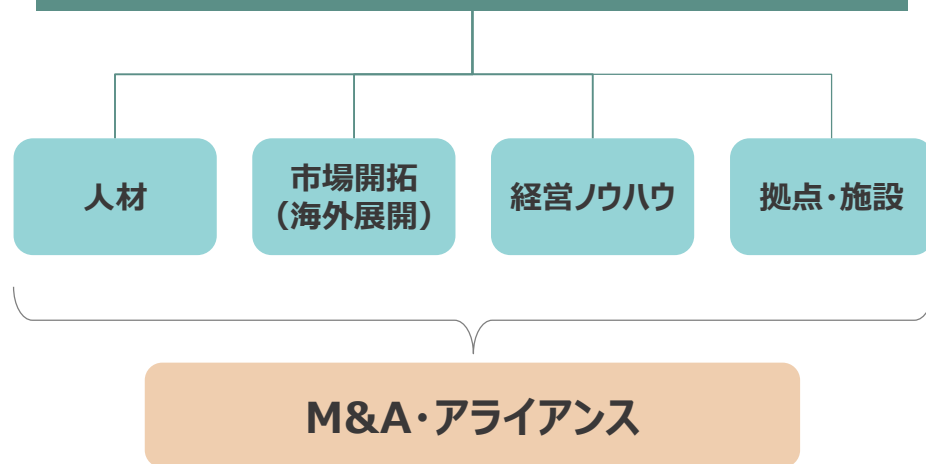 人材
市場開拓
（海外展開）
経営ノウハウ
拠点・施設
M&A・アライアンス